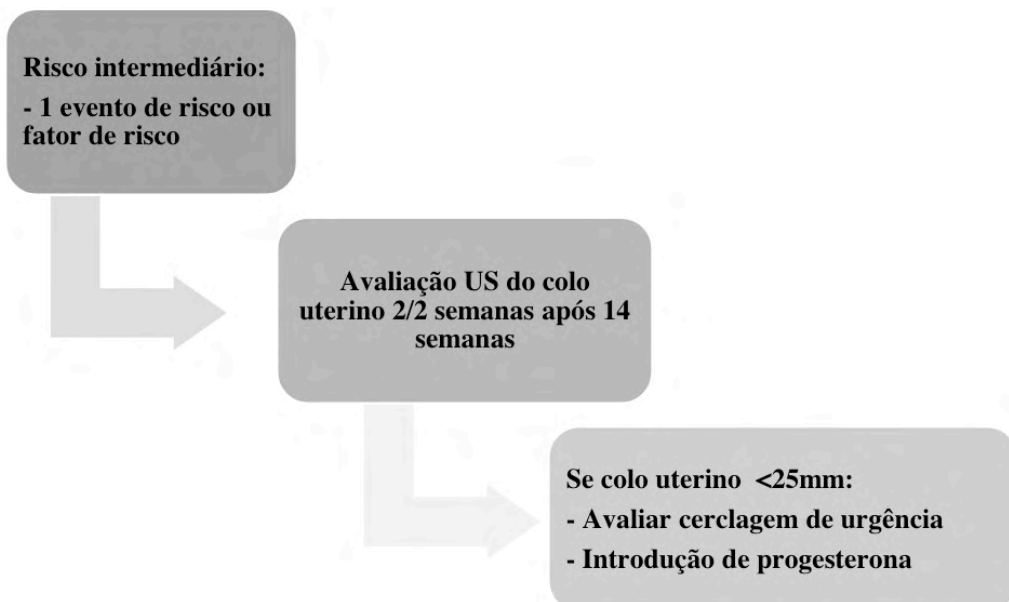 Risco intermediário:
- 1 evento de risco ou
fator de risco
Avaliação US do colo
uterino 2/2 semanas após 14
semanas
Se colo uterino <25mm:
- Avaliar cerclagem de urgência
- Introdução de progesterona